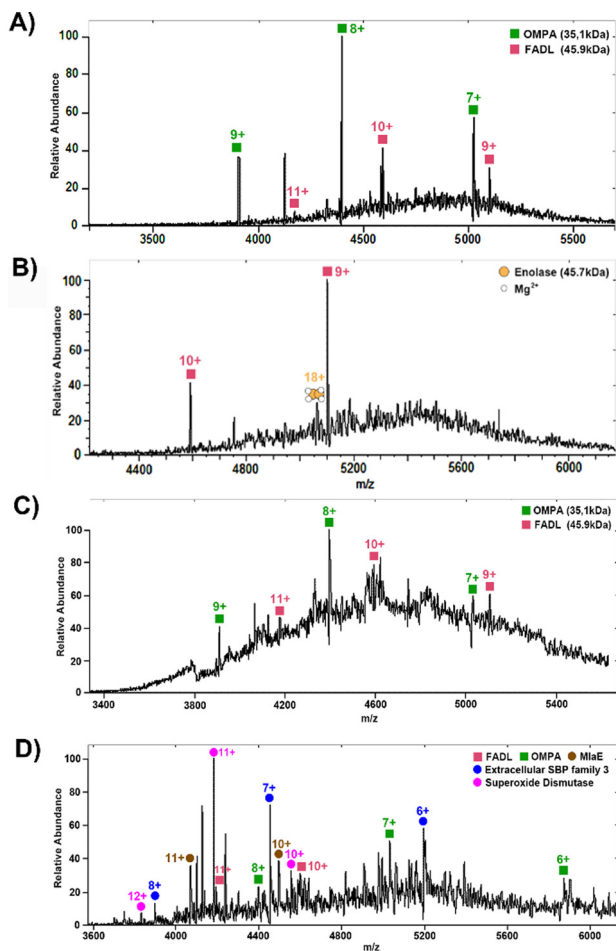 A)
Relative Abundance
100
80
60
40
20
0
9+
8+
11+
10+
7+
9+
OMPA (35,1kDa)
FADL (45.9kDa)
3500 4000 4500 5000 5500
B)
Relative Abundance
100
80
60
40
20
0
10+
18+
9+
Enolase (45.7kDa)
Mg2+
4400 4800 5200 5600 6000
m/z
C)
Relative Abundance
100
80
60
40
20
0
9+
11+
8+
10+
7+
9+
OMPA (35,1kDa)
FADL (45.9kDa)
3400 3800 4200 4600 5000 5400
m/z
D)
Relative Abundance
100
80
60
40
20
0
12+
8+
11+
11+
11+
8+
7+
10+
10+
10+
7+
6+
6+
FADL OMPA MlaE
Extracellular SBP family 3
Superoxide Dismutase
3600 4000 4400 4800 5200 5600 6000
m/z